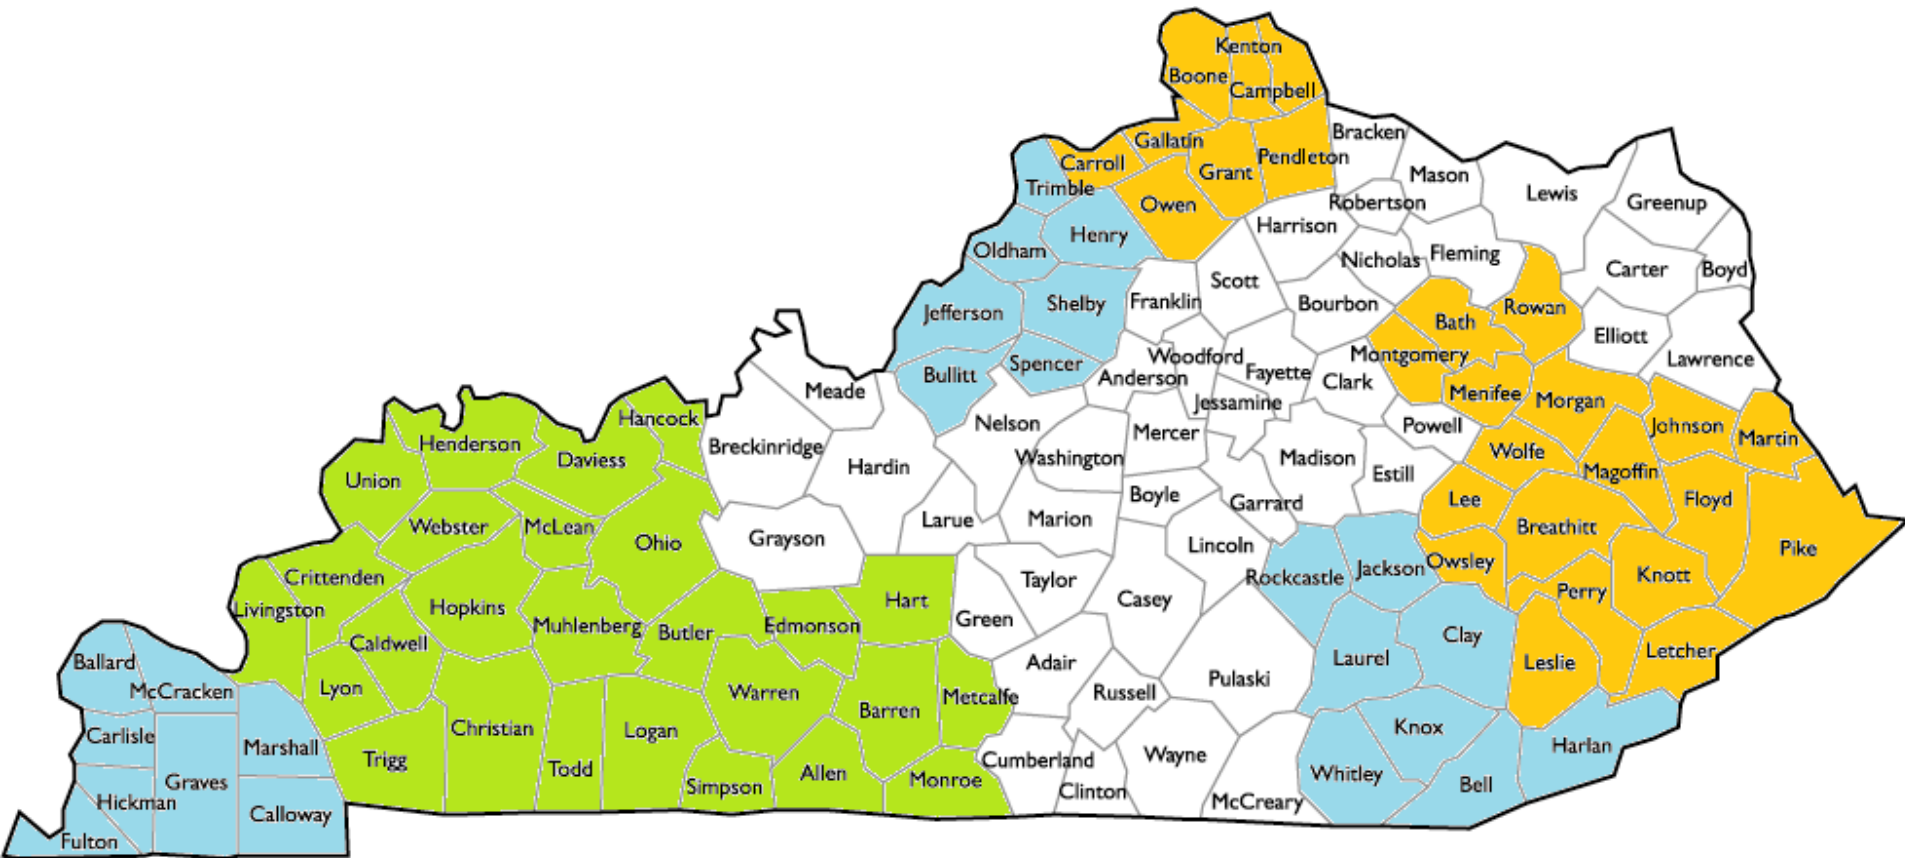 Kenton
Boone
Campbell
Bracken
Gallatin
Pendleton
Carroll
Grant
Mason
Trimble
Lewis
Robertson
Greenup
Owen
Harrison
Henry
Oldham
Fleming
Nicholas
Carter
Boyd
Scott
Franklin
Bourbon
Shelby
Rowan
Jefferson
Bath
Elliott
Woodford
Montgomery
Lawrence
Spencer
Fayette
Bullitt
Anderson
Clark
Meade
Menifee
Jessamine
Morgan
Hancock
Nelson
Powell
Johnson
Mercer
Martin
Henderson
Breckinridge
Wolfe
Daviess
Washington
Madison
Hardin
Magoffin
Estill
Union
Boyle
Lee
Floyd
Garrard
Larue
Marion
Webster
McLean
Breathitt
Grayson
Ohio
Lincoln
Pike
Owsley
Jackson
Knott
Crittenden
Rockcastle
Taylor
Perry
Casey
Hart
Hopkins
Livingston
Green
Muhlenberg
Edmonson
Butler
Clay
Caldwell
Letcher
Laurel
Leslie
Ballard
Adair
Pulaski
Lyon
McCracken
Warren
Russell
Metcalfe
Barren
Christian
Knox
Logan
Carlisle
Marshall
Harlan
Wayne
Trigg
Cumberland
Todd
Allen
Whitley
Monroe
Graves
Bell
Simpson
Clinton
Hickman
McCreary
Calloway
Fulton